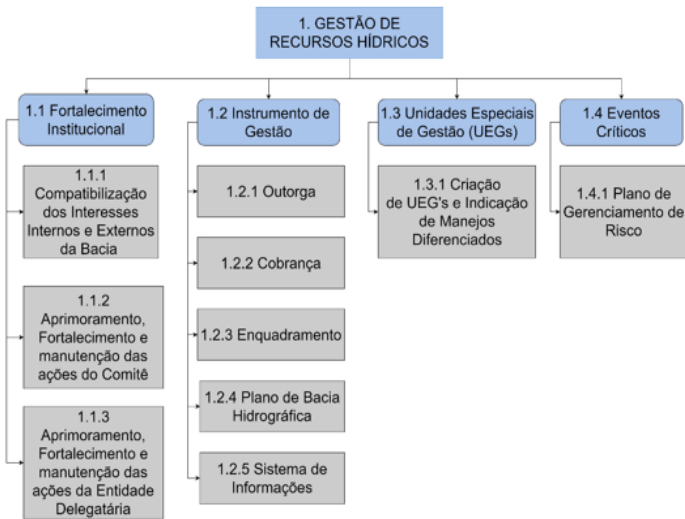 1. GESTÃO DE
RECURSOS HÍDRICOS
1.1 Fortalecimento
Institucional
1.2 Instrumento de
Gestão
1.3 Unidades Especiais
de Gestão (UEGs)
1.4 Eventos
Críticos
1.1.1
Compatibilização
dos Interesses
Internos e Externos
da Bacia
1.1.2
Aprimoramento,
Fortalecimento e
manutenção das
ações do Comitê
1.1.3
Aprimoramento,
Fortalecimento e
manutenção das
ações da Entidade
Delegatária
1.2.1 Outorga
1.2.2 Cobrança
1.2.3 Enquadramento
1.2.4 Plano de Bacia
Hidrográfica
1.2.5 Sistema de
Informações
1.3.1 Criação
de UEG's e Indicação
de Manejos
Diferenciados
1.4.1 Plano de
Gerenciamento de
Risco